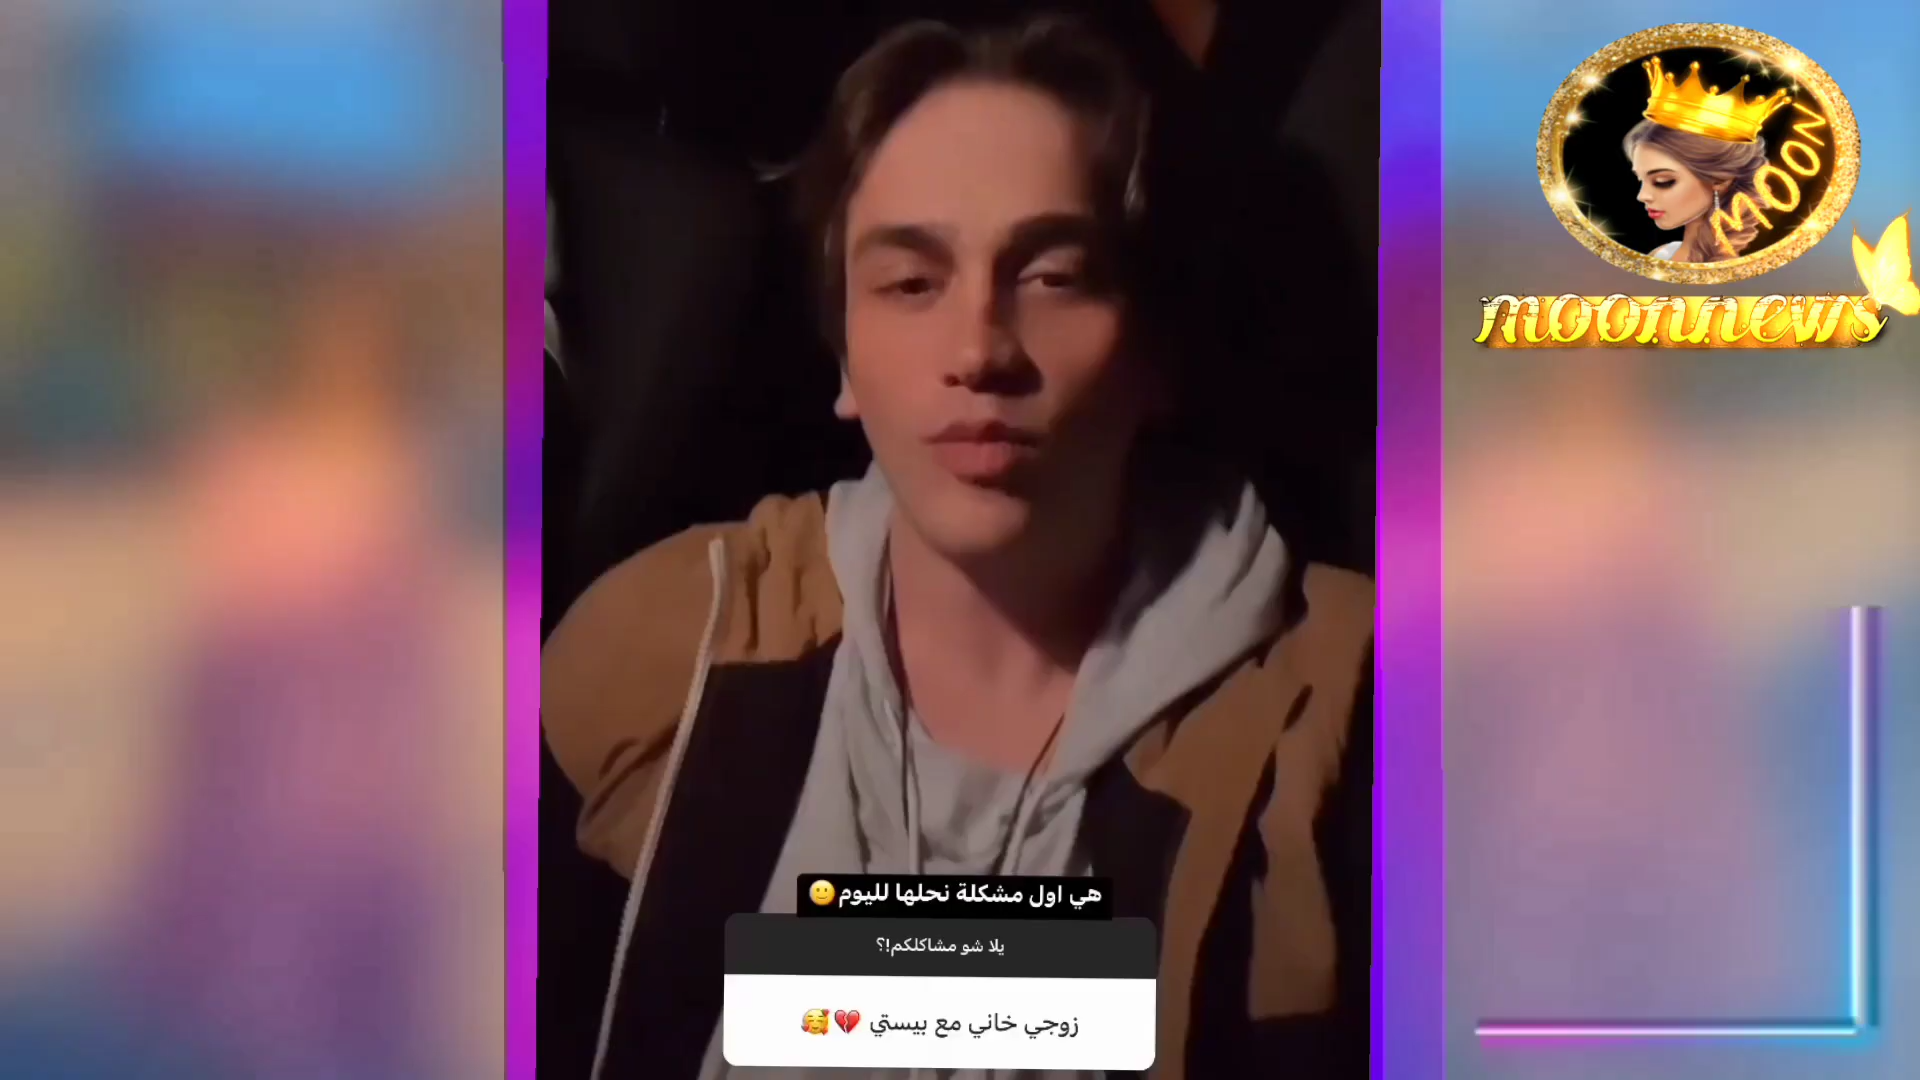 MOON
moonnews
هي اول مشكلة نحلها لليوم🙂
يلا شو مشاكلكم!؟
زوجي خاني مع بيستي 💔🥰